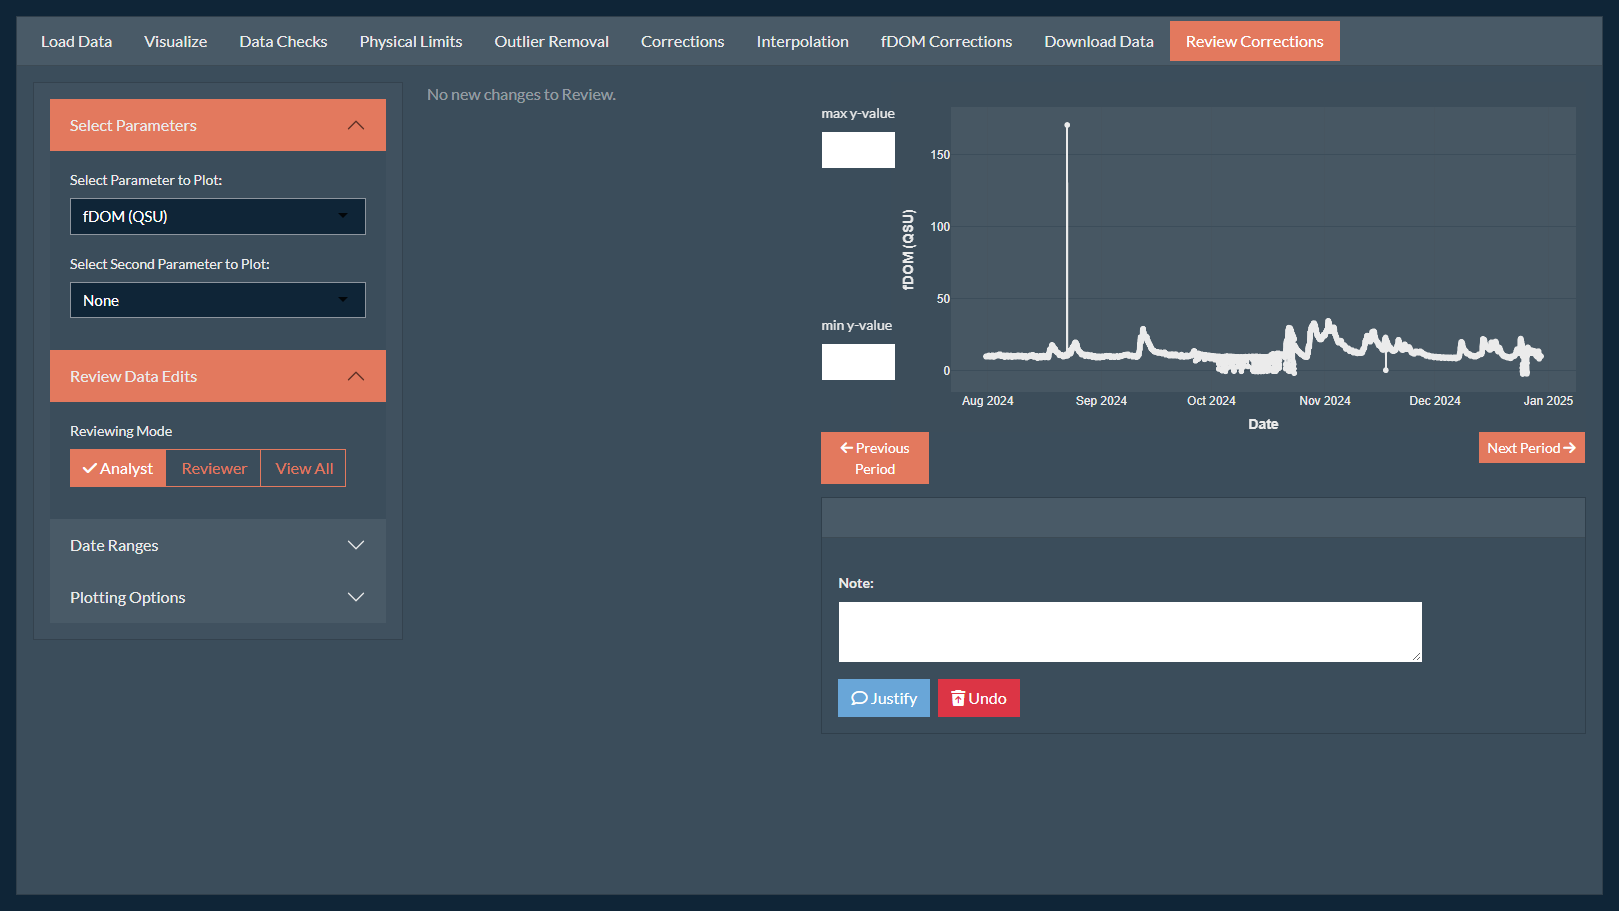 Load Data
Visualize
Data Checks
Physical Limits
Outlier Removal
Corrections
Interpolation
fDOM Corrections
Download Data
Review Corrections
Select Parameters
Select Parameter to Plot:
fDOM (QSU)
Select Second Parameter to Plot:
None
Review Data Edits
Reviewing Mode
Analyst
Reviewer
View All
Date Ranges
Plotting Options
No new changes to Review.
max y-value
min y-value
fDOM (QSU)
150
100
50
0
Aug 2024
Sep 2024
Oct 2024
Nov 2024
Dec 2024
Jan 2025
Date
Previous
Period
Next Period
Note:
Justify
Undo